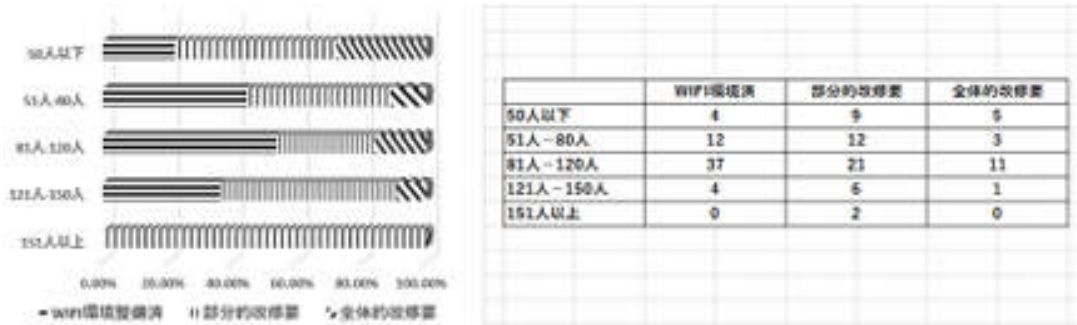 50人以下
51人-80人
81人-120人
121人-150人
151人以上
0.00% 20.00% 40.00% 60.00% 80.00% 100.00%
WIFI環境整備済 部分的改修要 全体的改修要
WIFI環境済 部分的改修要 全体的改修要
50人以下 4 9 5
51人－80人 12 12 3
81人－120人 37 21 11
121人－150人 4 6 1
151人以上 0 2 0